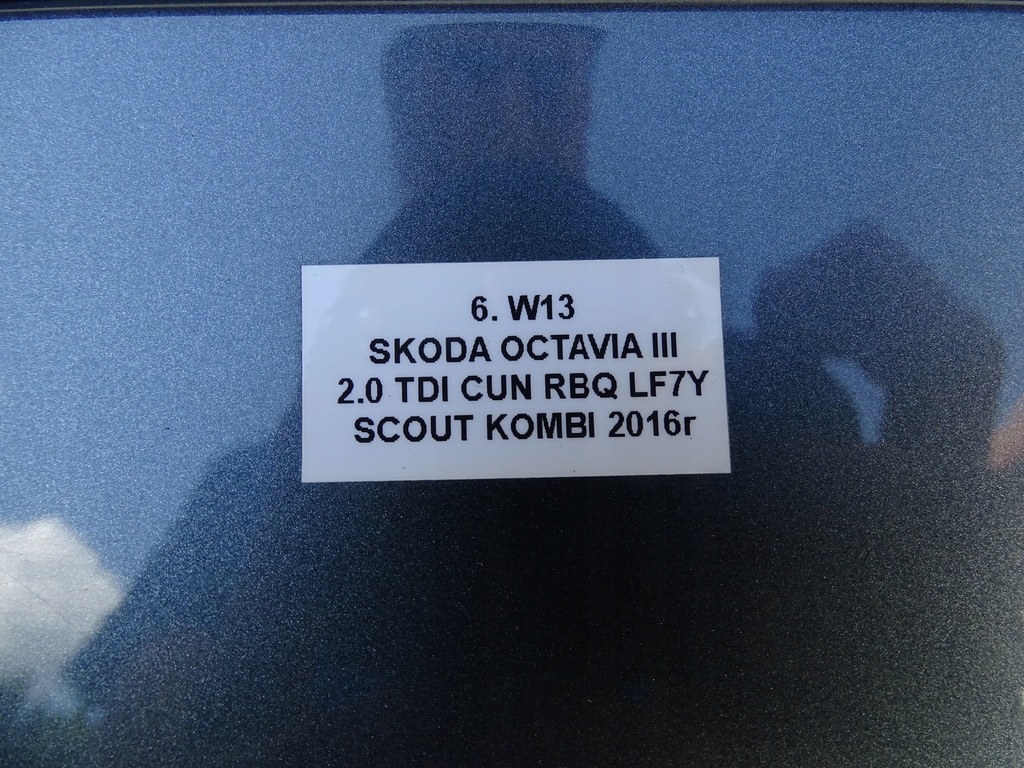 6. W13
SKODA OCTAVIA III
2.0 TDI CUN RBQ LF7Y
SCOUT KOMBI 2016r